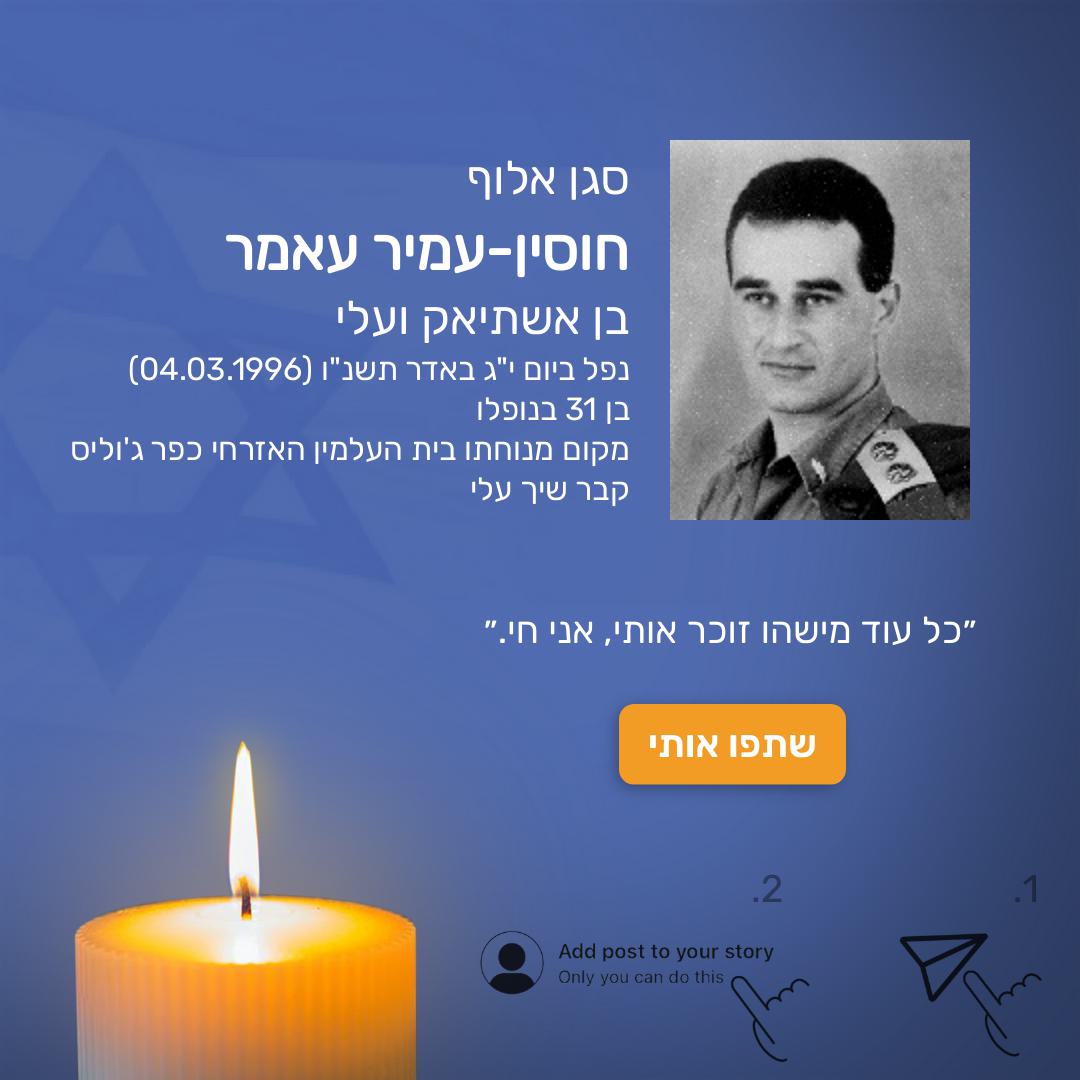 סגן אלוף
חוסין-עמיר עאמר
בן אשתיאק ועלי
נפל ביום י"ג באדר תשנ"ו (04.03.1996)
בן 31 בנופלו
מקום מנוחתו בית העלמין האזרחי כפר ג'וליס
קבר שיך עלי
״כל עוד מישהו זוכר אותי, אני חי.״
שתפו אותי
1.
2.
Add post to your story
Only you can do this